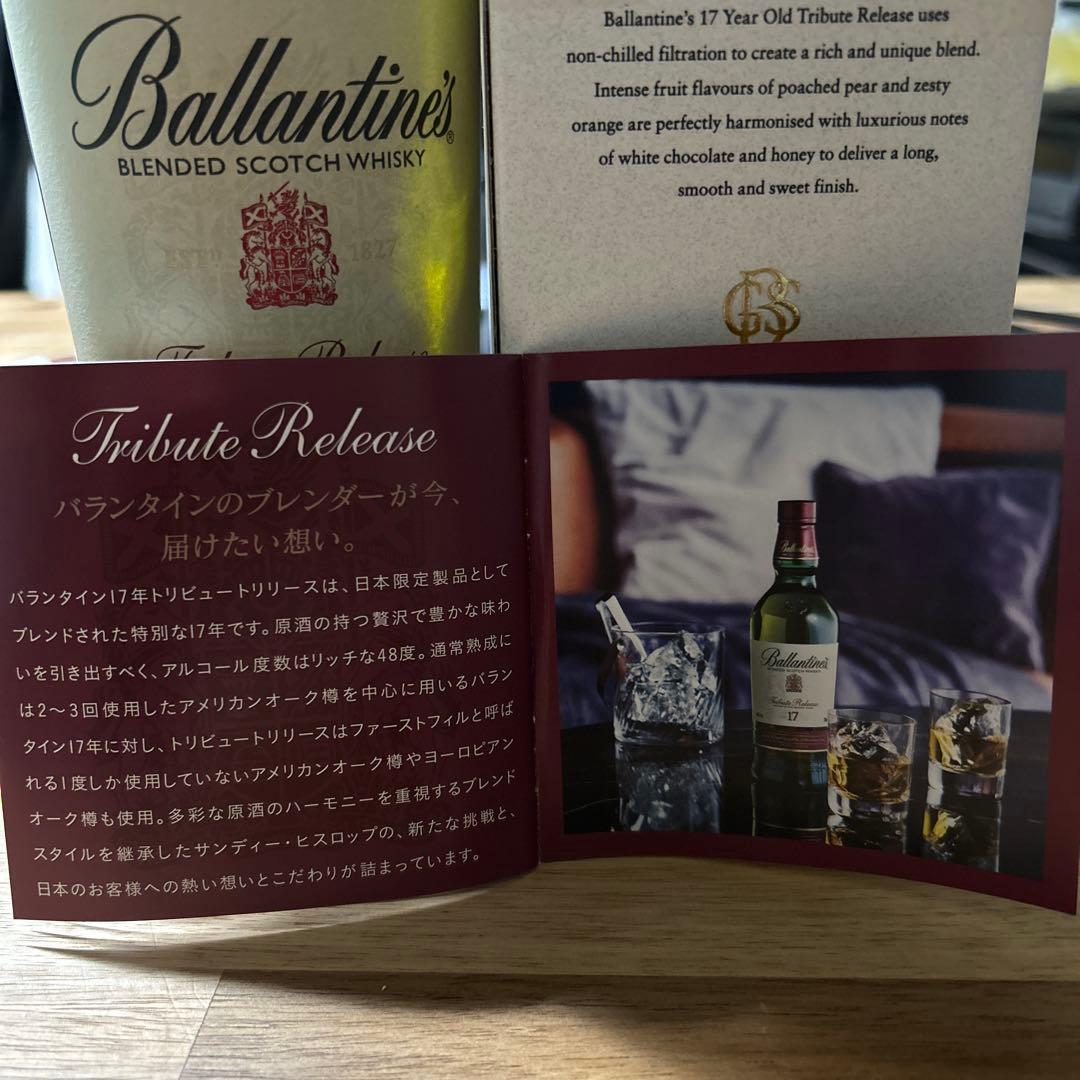 Ballantine's®
BLENDED SCOTCH WHISKY
ESTD 1827
Tribute Release
Ballantine's 17 Year Old Tribute Release uses
non-chilled filtration to create a rich and unique blend.
Intense fruit flavours of poached pear and zesty
orange are perfectly harmonised with luxurious notes
of white chocolate and honey to deliver a long,
smooth and sweet finish.
Tribute Release
バランタインのブレンダーが今、
届けたい想い。
バランタイン17年トリビュートリリースは、日本限定製品として
ブレンドされた特別な17年です。原酒の持つ贅沢で豊かな味わ
いを引き出すべく、アルコール度数はリッチな48度。通常熟成に
は2〜3回使用したアメリカンオーク樽を中心に用いるバラン
タイン17年に対し、トリビュートリリースはファーストフィルと呼ば
れる1度しか使用していないアメリカンオーク樽やヨーロピアン
オーク樽も使用。多彩な原酒のハーモニーを重視するブレンド
スタイルを継承したサンディー・ヒスロップの、新たな挑戦と、
日本のお客様への熱い想いとこだわりが詰まっています。
Ballantine's
Ballantine's
BLENDED SCOTCH WHISKY
Tribute Release
17